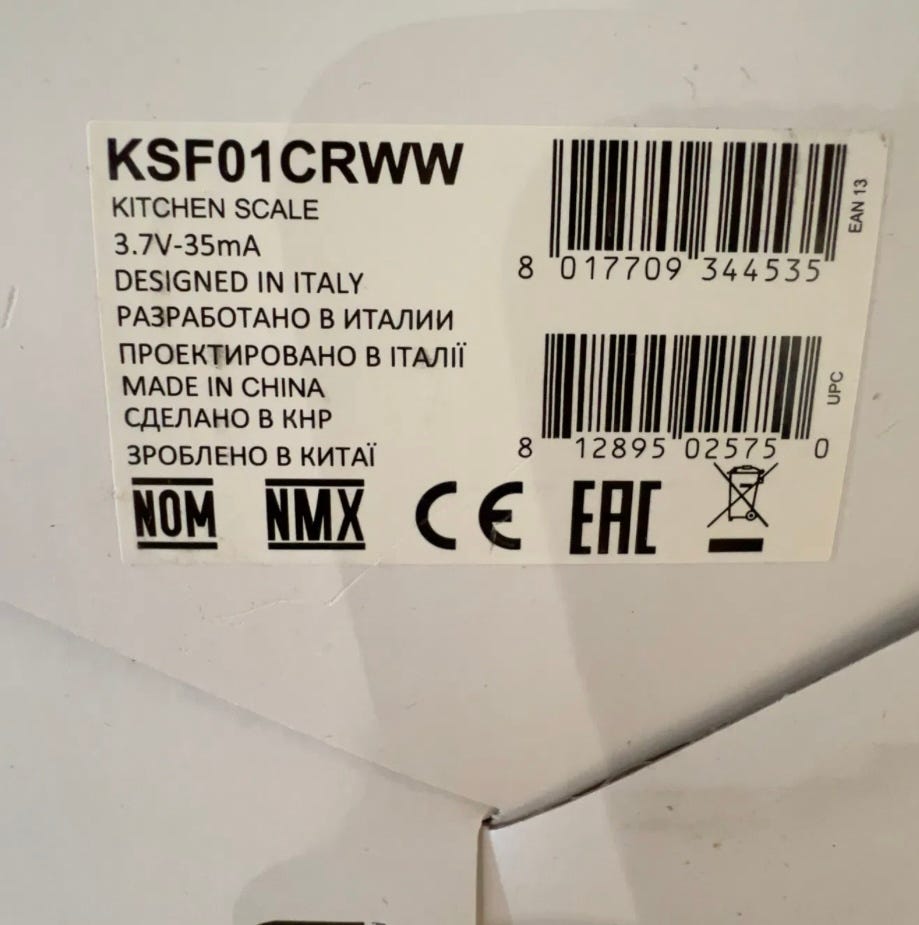 KSF01CRWW
KITCHEN SCALE
3.7V-35mA
DESIGNED IN ITALY
РАЗРАБОТАНО В ИТАЛИИ
ПРОЕКТИРОВАНО В ІТАЛІЇ
MADE IN CHINA
СДЕЛАНО В КНР
ЗРОБЛЕНО В КИТАЇ
8 017709 344535
EAN 13
8 12895 02575 0
UPC
NOM NMX CE EAC